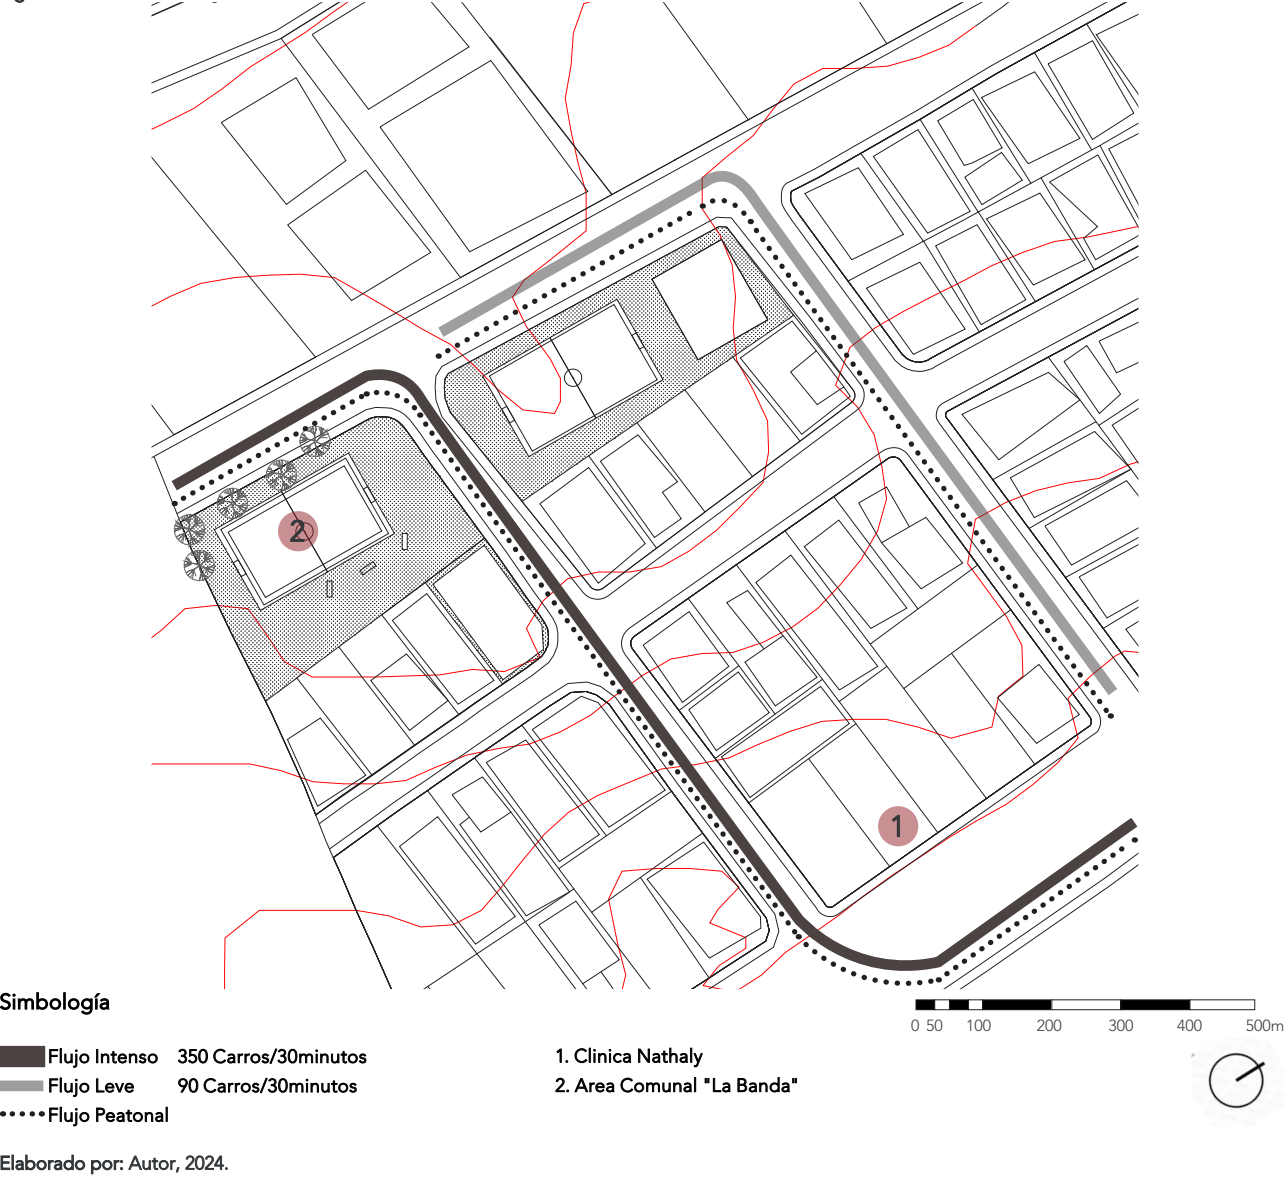 2
1
Simbología
0 50 100 200 300 400 500m
Flujo Intenso 350 Carros/30minutos
Flujo Leve 90 Carros/30minutos
Flujo Peatonal
1. Clinica Nathaly
2. Area Comunal "La Banda"
Elaborado por: Autor, 2024.